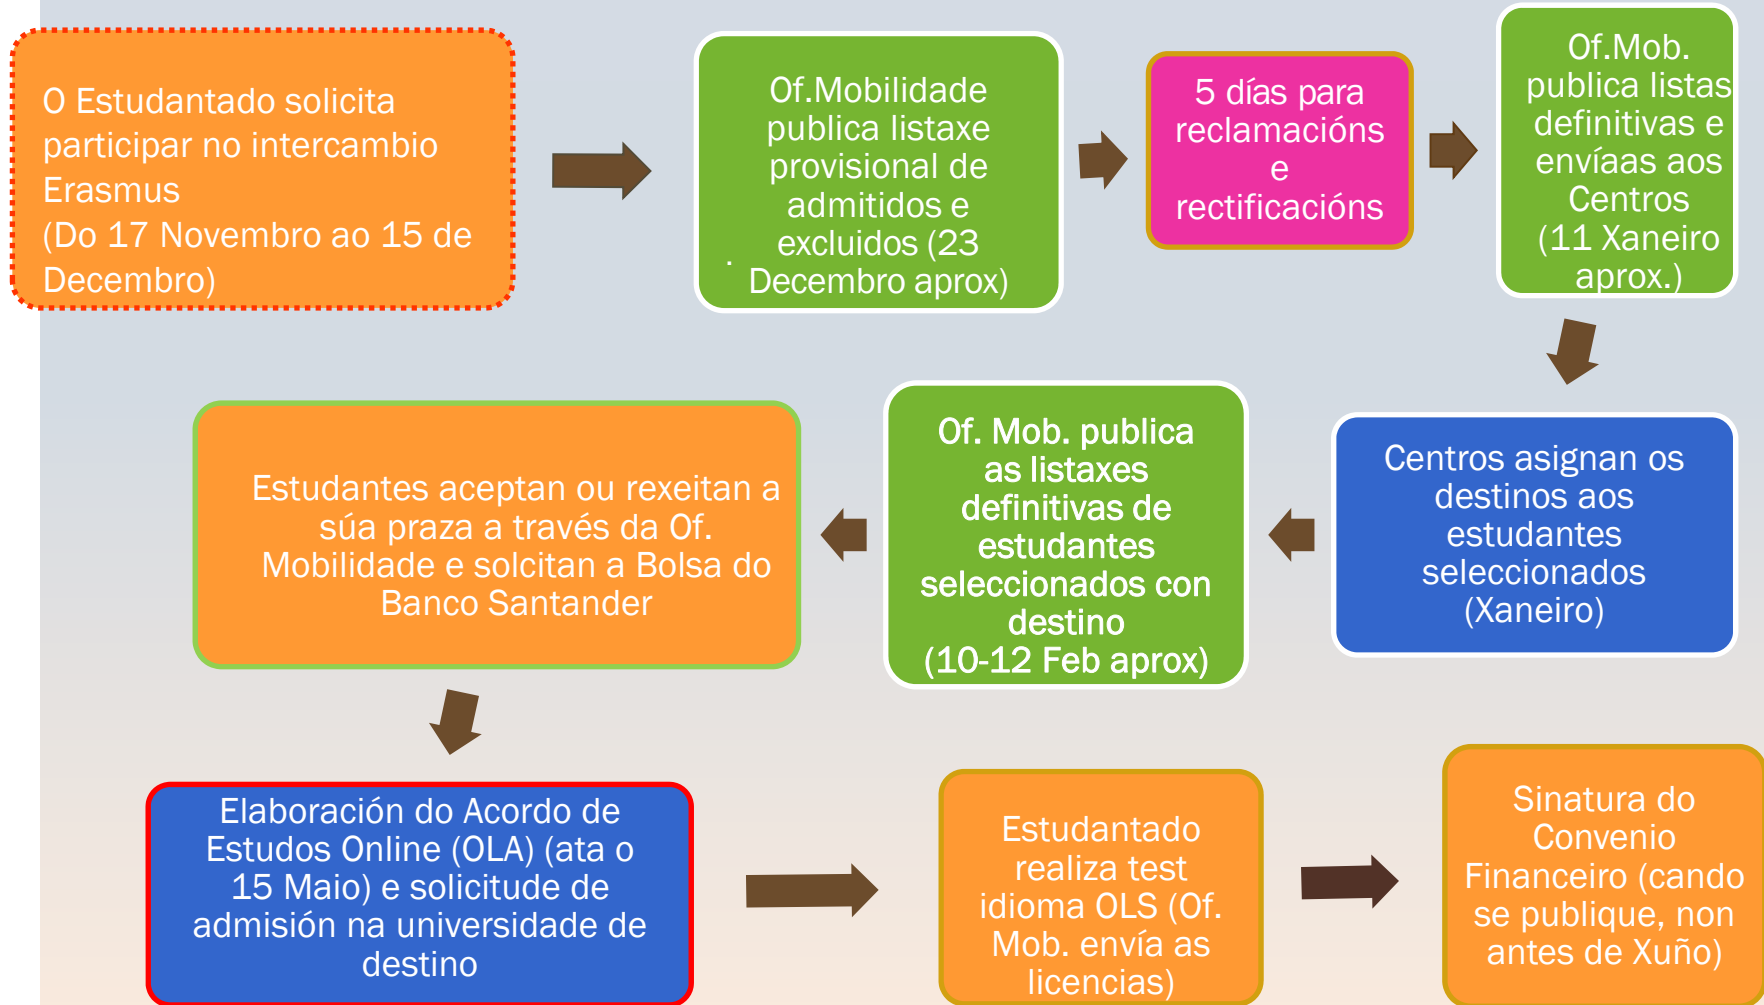 O Estudantado solicita
participar no intercambio
Erasmus
(Do 17 Novembro ao 15 de
Decembro)
Of.Mobilidade
publica listaxe
provisional de
admitidos e
excluidos (23
. Decembro aprox)
5 días para
reclamacións
e
rectificacións
Of.Mob.
publica listas
definitivas e
envíaas aos
Centros
(11 Xaneiro
aprox.)
Centros asignan os
destinos aos
estudantes
seleccionados
(Xaneiro)
Of. Mob. publica
as listaxes
definitivas de
estudantes
seleccionados con
destino
(10-12 Feb aprox)
Estudantes aceptan ou rexeitan a
súa praza a través da Of.
Mobilidade e solcitan a Bolsa do
Banco Santander
Elaboración do Acordo de
Estudos Online (OLA) (ata o
15 Maio) e solicitude de
admisión na universidade de
destino
Estudantado
realiza test
idioma OLS (Of.
Mob. envía as
licencias)
Sinatura do
Convenio
Financeiro (cando
se publique, non
antes de Xuño)